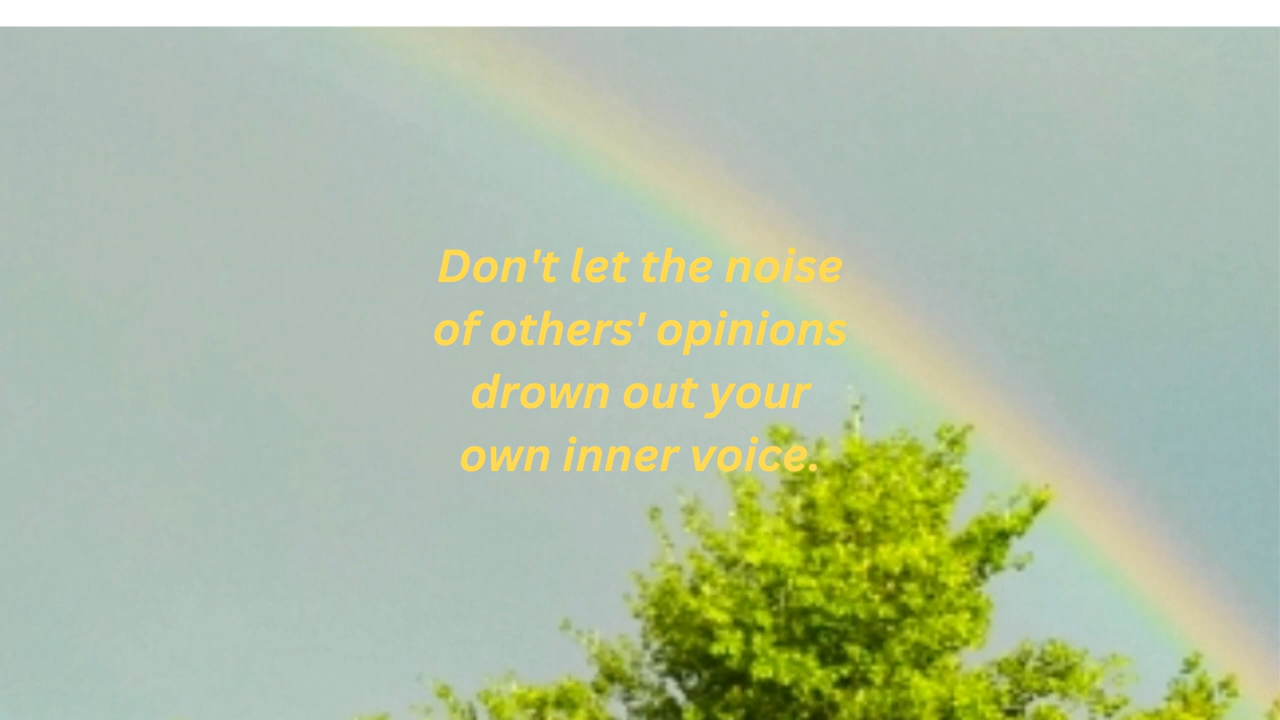 Don't let the noise
of others' opinions
drown out your
own inner voice.